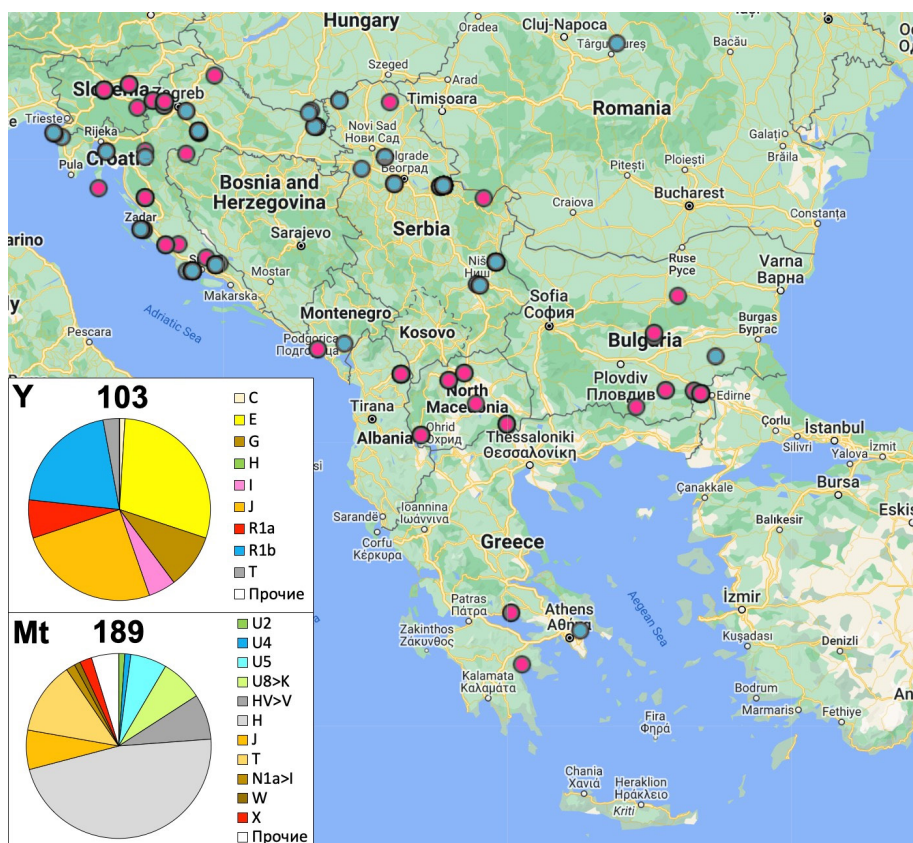 Hungary
Oradea
Cluj-Napoca
Târgu Mureș
Bacău
Szeged
Arad
Timișoara
Romania
Slovenia
Zagreb
Trieste
Rijeka
Pula
Croatia
Novi Sad
Нови Сад
Belgrade
Београд
Galați
Brăila
Pitești
Ploiești
Bosnia and
Herzegovina
Bucharest
Craiova
Constanța
Zadar
Sarajevo
Serbia
Mostar
Makarska
Niš
Ниш
Ruse
Русе
Varna
Варна
Sofia
София
Burgas
Бургас
Pescara
Adriatic Sea
Montenegro
Podgorica
Подгорица
Kosovo
Bulgaria
Plovdiv
Пловдив
Edirne
Tirana
North
Macedonia
Albania
Ohrid
Охрид
Thessaloniki
Θεσσαλονίκη
Çorlu
Silivri
İstanbul
İzmit
Yalova
Bursa
Çanakkale
Balıkesir
Eskiş
Sarandë
Ioannina
Ιωάννινα
Corfu
Κέρκυρα
Greece
Aegean Sea
Patras
Πάτρα
Athens
Αθήνα
Zakinthos
Ζάκυνθος
Kalamata
Καλαμάτα
İzmir
Kuşadası
Denizli
Bodrum
Marmaris
Fethiye
Fira
Φηρά
Chania
Χανιά
Heraklion
Ηράκλειο
Kriti
Y 103
C
E
G
H
I
J
R1a
R1b
T
Прочие
Mt 189
U2
U4
U5
U8>K
HV>V
H
J
T
N1a>I
W
X
Прочие